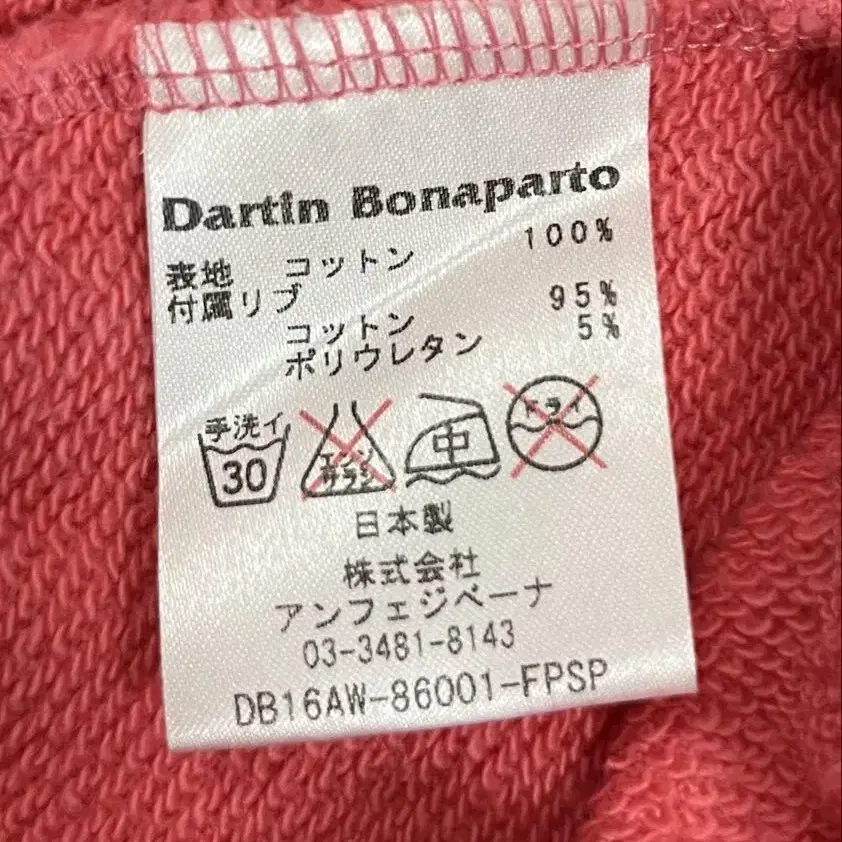 Dartin Bonaparto
表地 コットン 100%
付属リブ
コットン 95%
ポリウレタン 5%
手洗イ
30
エンソ
サラシ
中
ドライ
日本製
株式会社
アンフェジペーナ
03-3481-8143
DB16AW-86001-FPSP